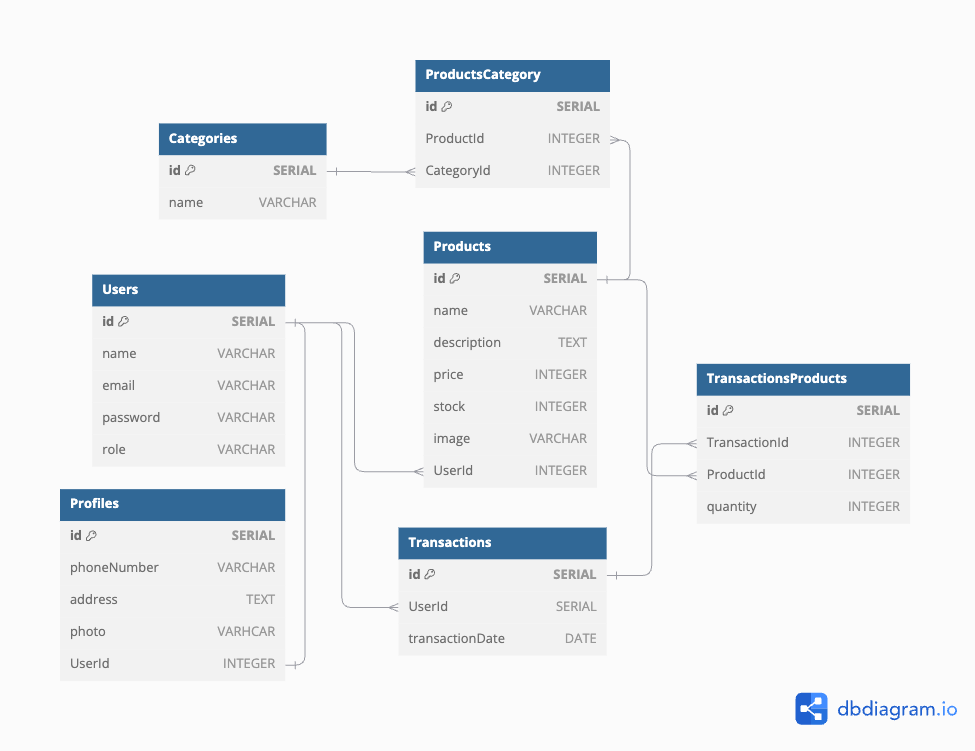 ProductsCategory
id SERIAL
ProductId INTEGER
CategoryId INTEGER
Categories
id SERIAL
name VARCHAR
Products
id SERIAL
name VARCHAR
description TEXT
price INTEGER
stock INTEGER
image VARCHAR
UserId INTEGER
Users
id SERIAL
name VARCHAR
email VARCHAR
password VARCHAR
role VARCHAR
TransactionsProducts
id SERIAL
TransactionId INTEGER
ProductId INTEGER
quantity INTEGER
Profiles
id SERIAL
phoneNumber VARCHAR
address TEXT
photo VARHCAR
UserId INTEGER
Transactions
id SERIAL
UserId SERIAL
transactionDate DATE
dbdiagram.io